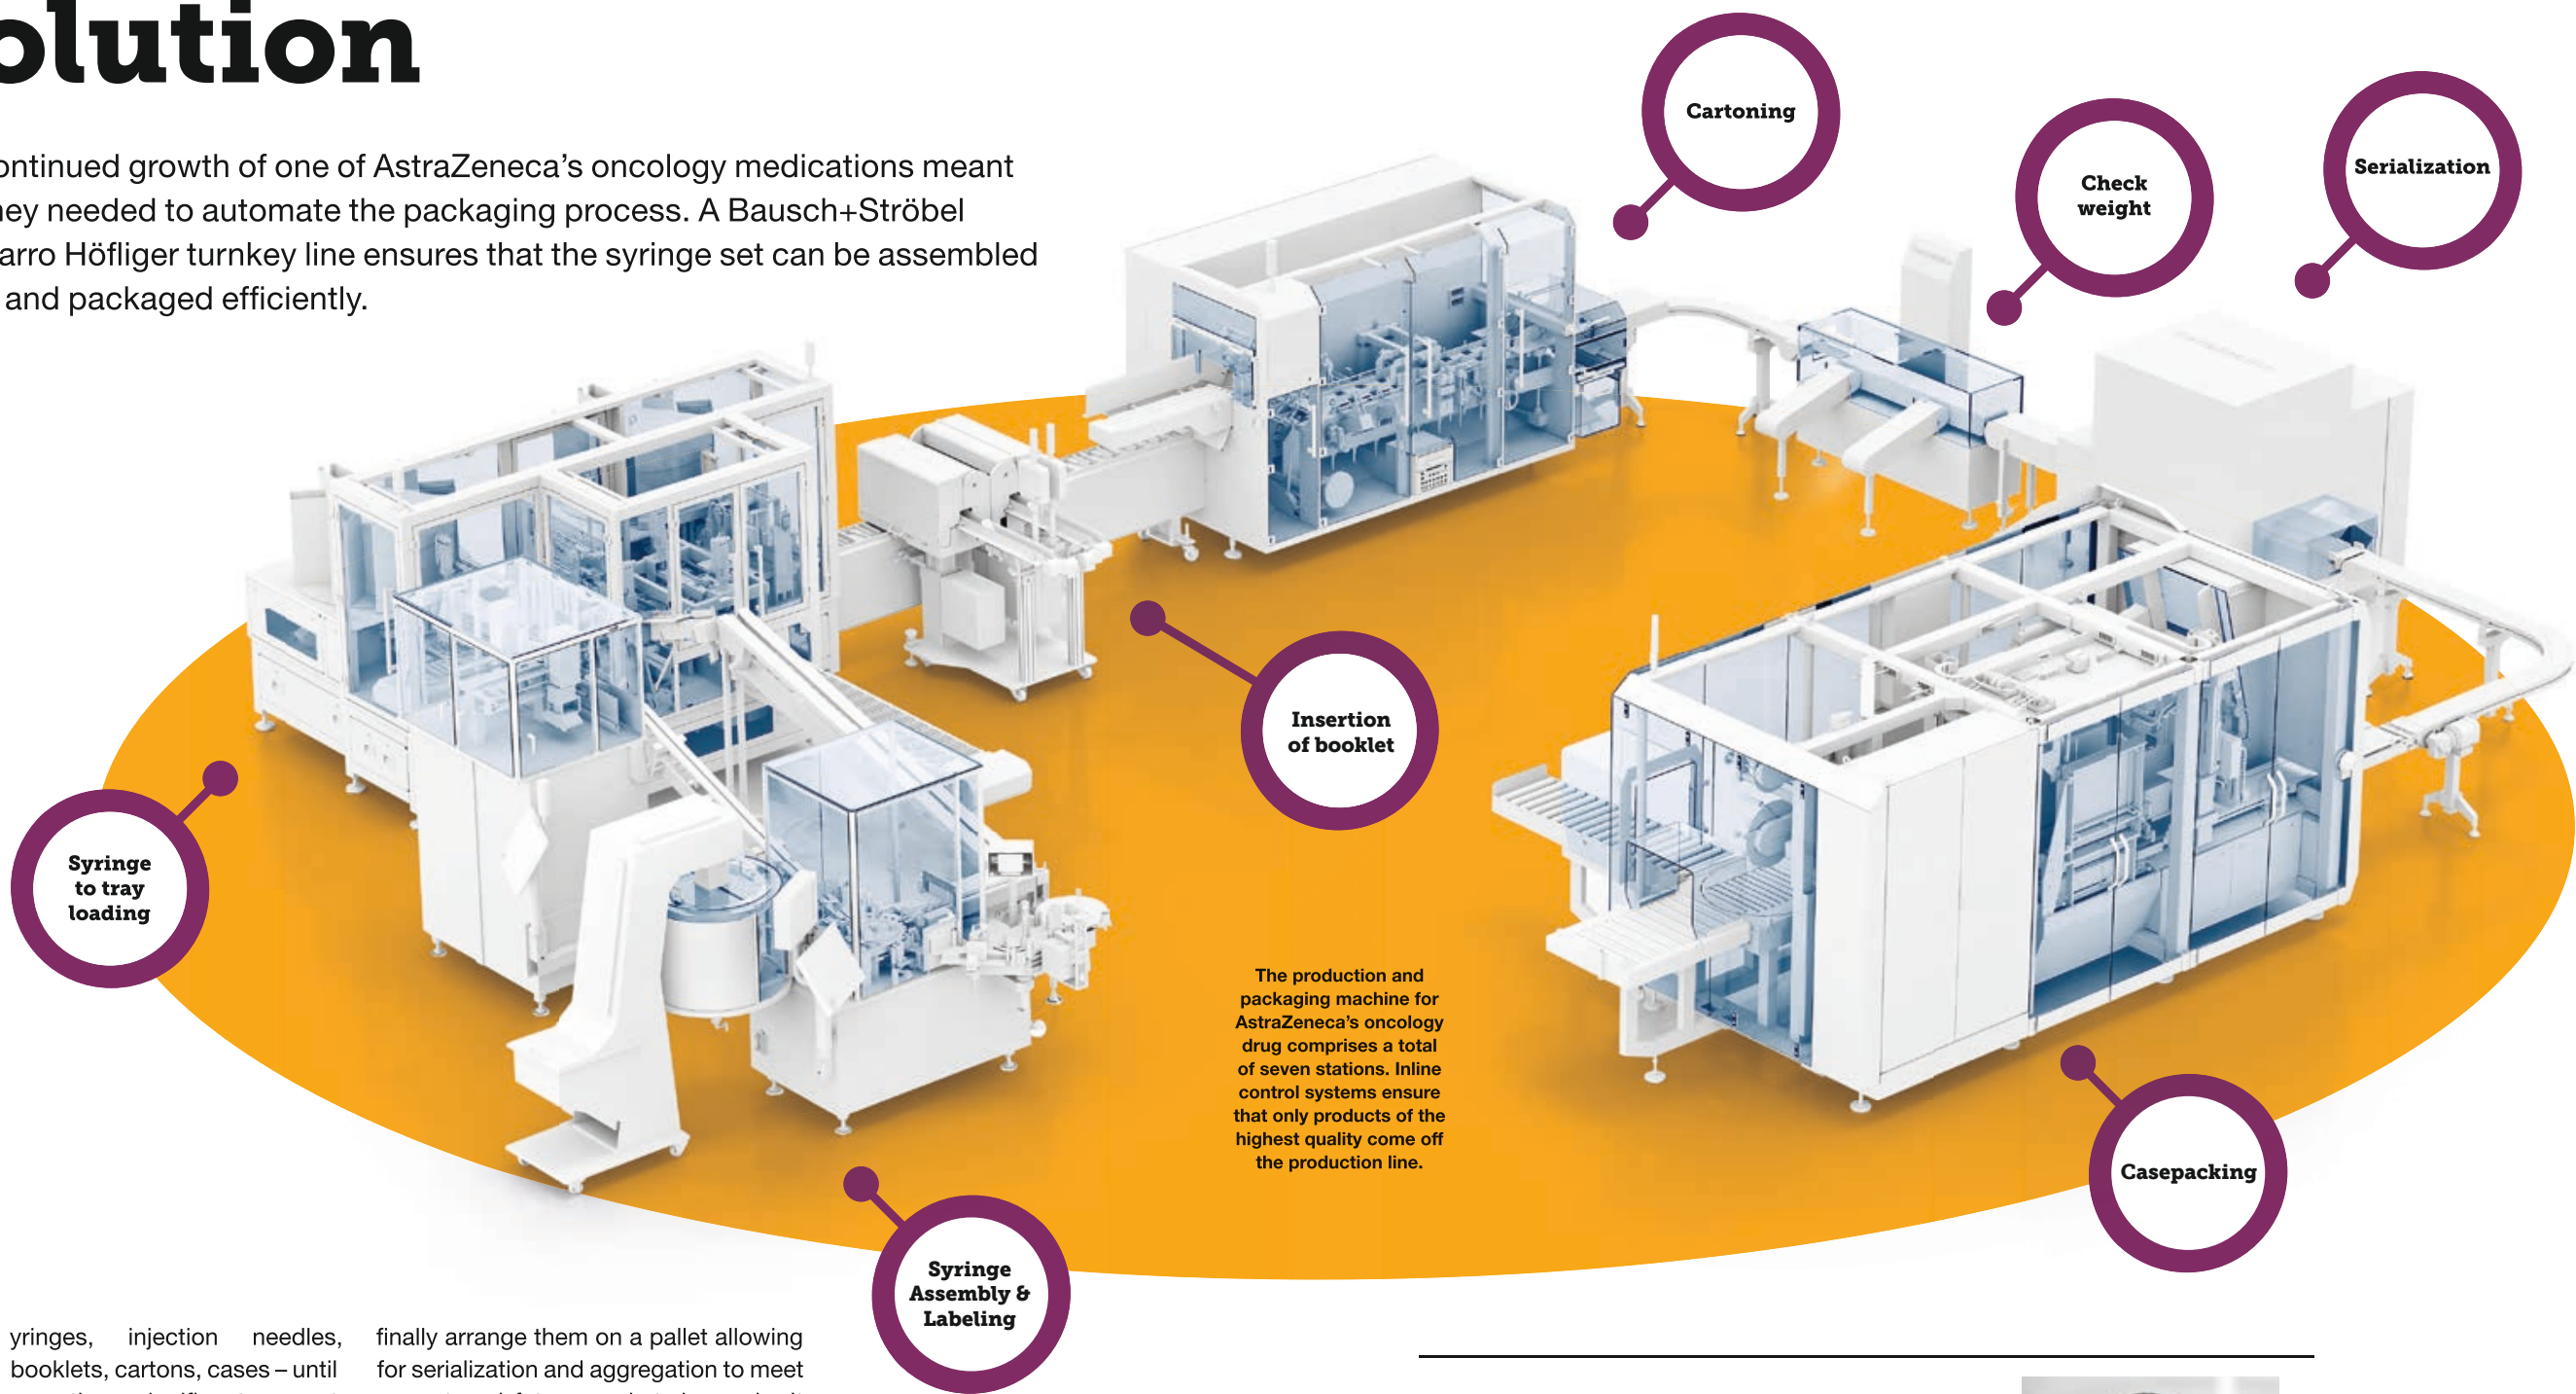 olution
ontinued growth of one of AstraZeneca's oncology medications meant
hey needed to automate the packaging process. A Bausch+Ströbel
arro Höfliger turnkey line ensures that the syringe set can be assembled
and packaged efficiently.
Cartoning
Check
weight
Serialization
Insertion
of booklet
Syringe
to tray
loading
The production and
packaging machine for
AstraZeneca's oncology
drug comprises a total
of seven stations. Inline
control systems ensure
that only products of the
highest quality come off
the production line.
Casepacking
Syringe
Assembly &
Labeling
yringes, injection needles,
booklets, cartons, cases – until
finally arrange them on a pallet allowing
for serialization and aggregation to meet